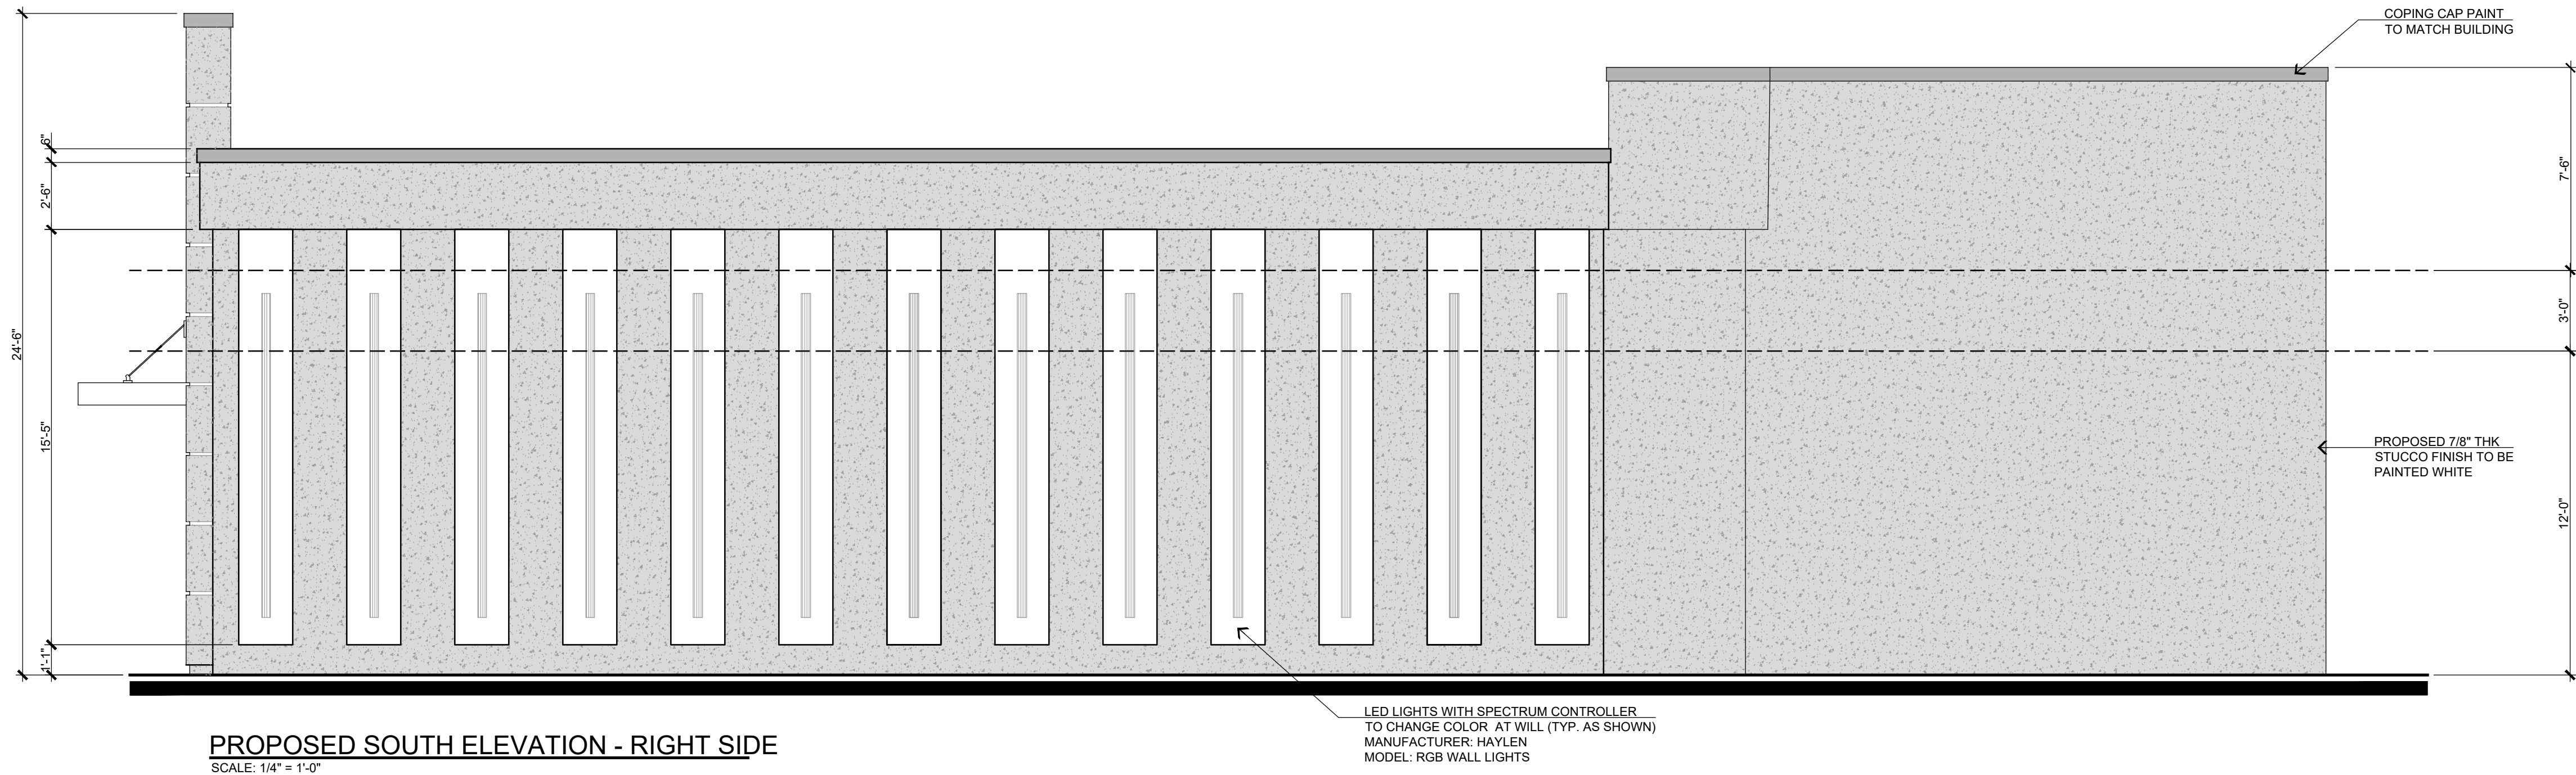 COPING CAP PAINT
TO MATCH BUILDING
6"
2'-6"
24'-6"
15'-5"
1'-1"
7'-6"
3'-0"
12'-0"
PROPOSED 7/8" THK
STUCCO FINISH TO BE
PAINTED WHITE
LED LIGHTS WITH SPECTRUM CONTROLLER
TO CHANGE COLOR AT WILL (TYP. AS SHOWN)
MANUFACTURER: HAYLEN
MODEL: RGB WALL LIGHTS
PROPOSED SOUTH ELEVATION - RIGHT SIDE
SCALE: 1/4" = 1'-0"